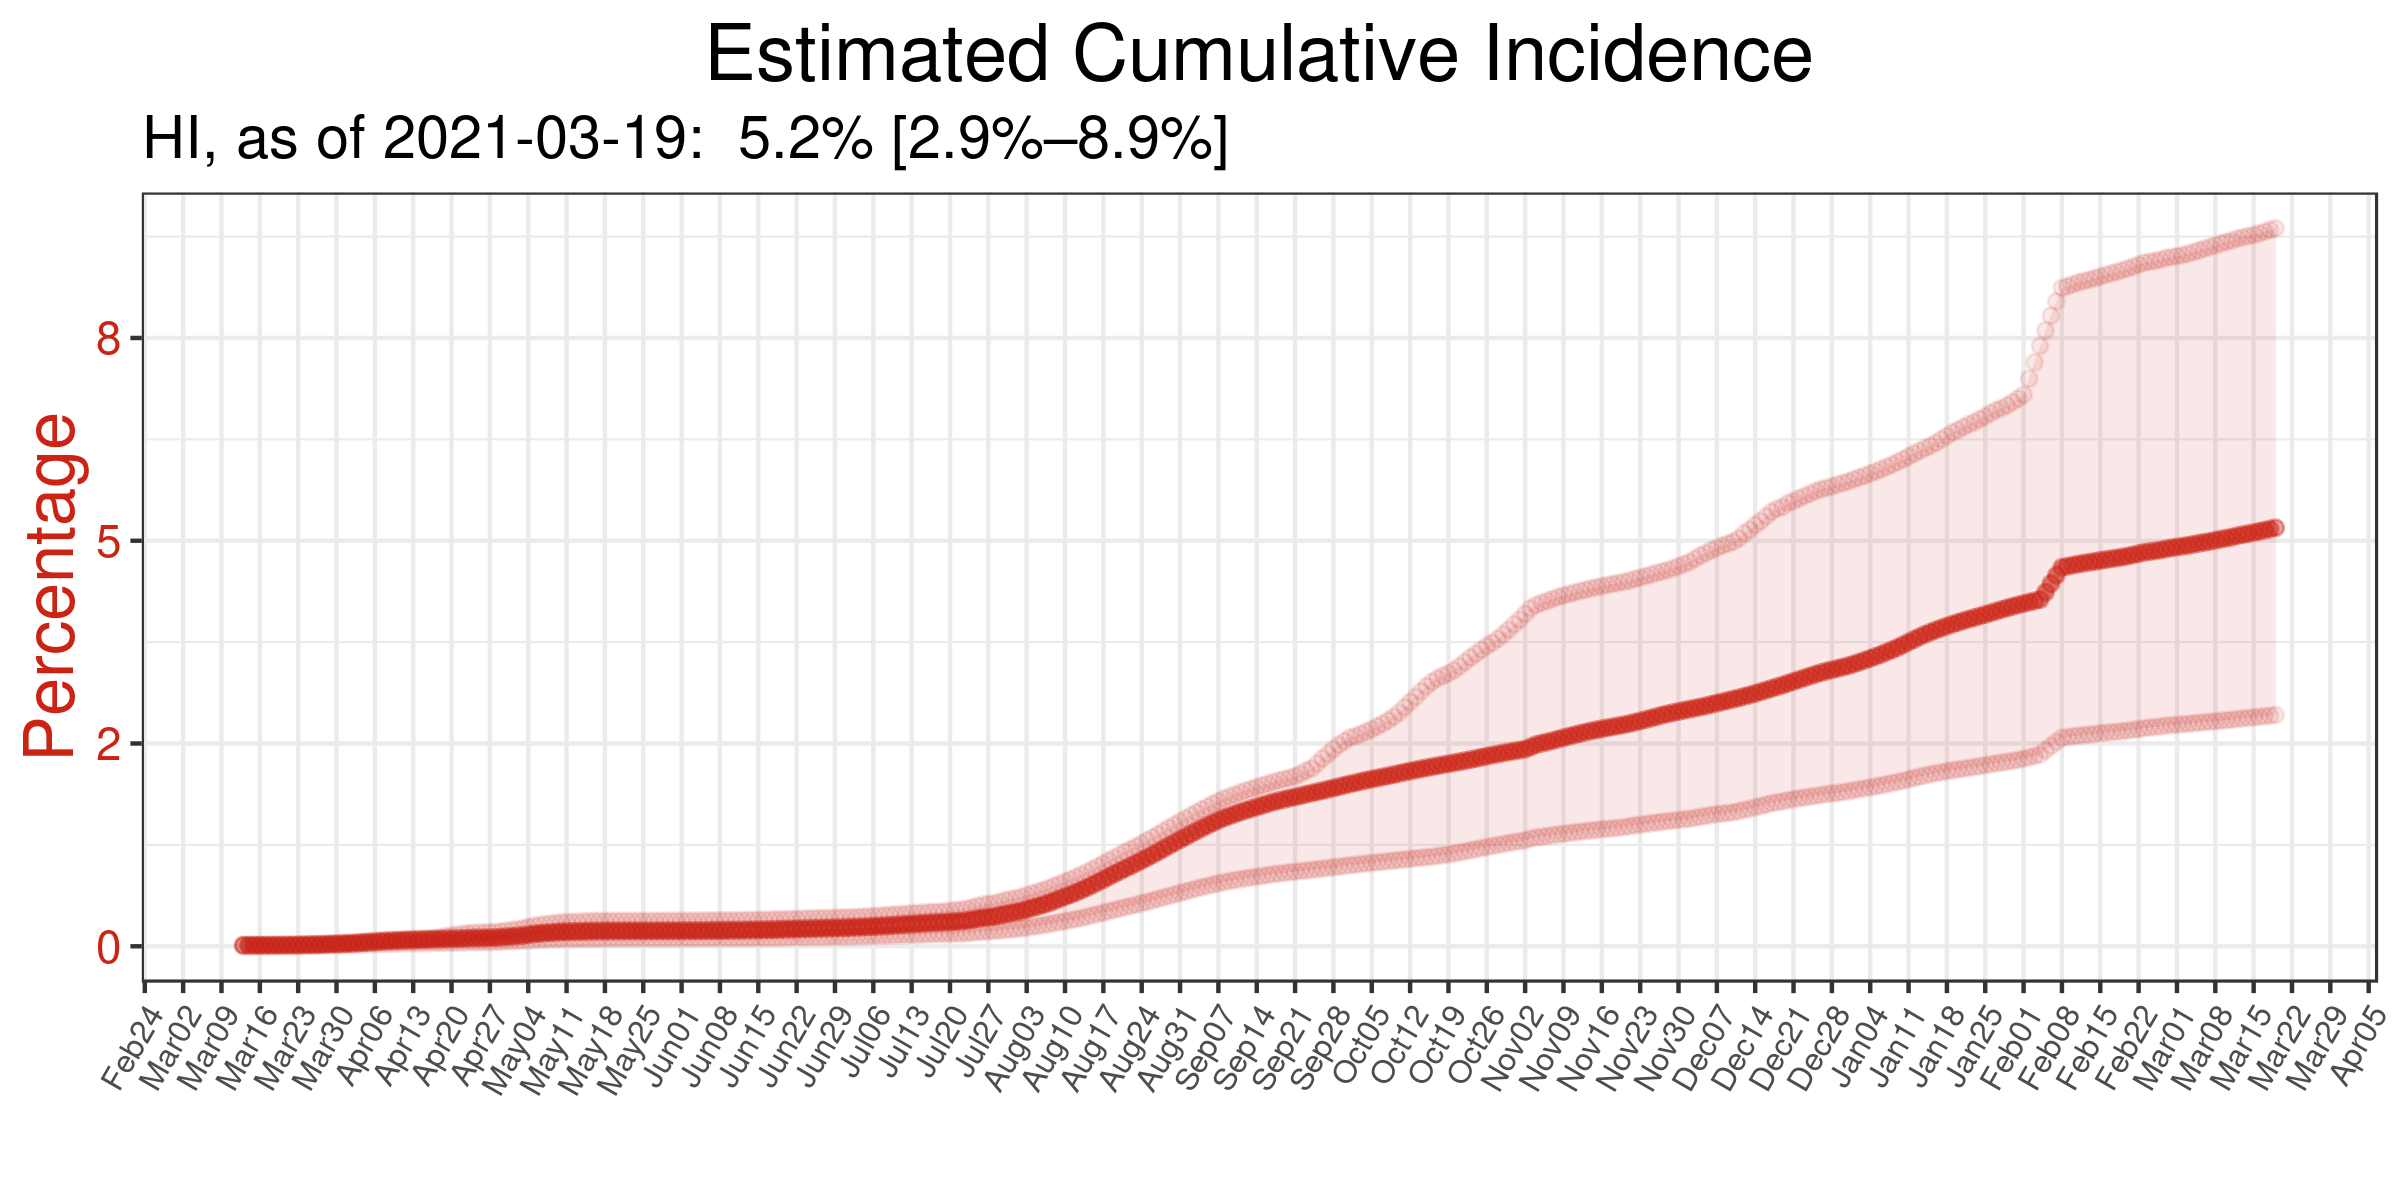 Estimated Cumulative Incidence
HI, as of 2021-03-19:  5.2% [2.9%–8.9%]
Percentage
8
5
2
0
Feb24
Mar02
Mar09
Mar16
Mar23
Mar30
Apr06
Apr13
Apr20
Apr27
May04
May11
May18
May25
Jun01
Jun08
Jun15
Jun22
Jun29
Jul06
Jul13
Jul20
Jul27
Aug03
Aug10
Aug17
Aug24
Aug31
Sep07
Sep14
Sep21
Sep28
Oct05
Oct12
Oct19
Oct26
Nov02
Nov09
Nov16
Nov23
Nov30
Dec07
Dec14
Dec21
Dec28
Jan04
Jan11
Jan18
Jan25
Feb01
Feb08
Feb15
Feb22
Mar01
Mar08
Mar15
Mar22
Mar29
Apr05